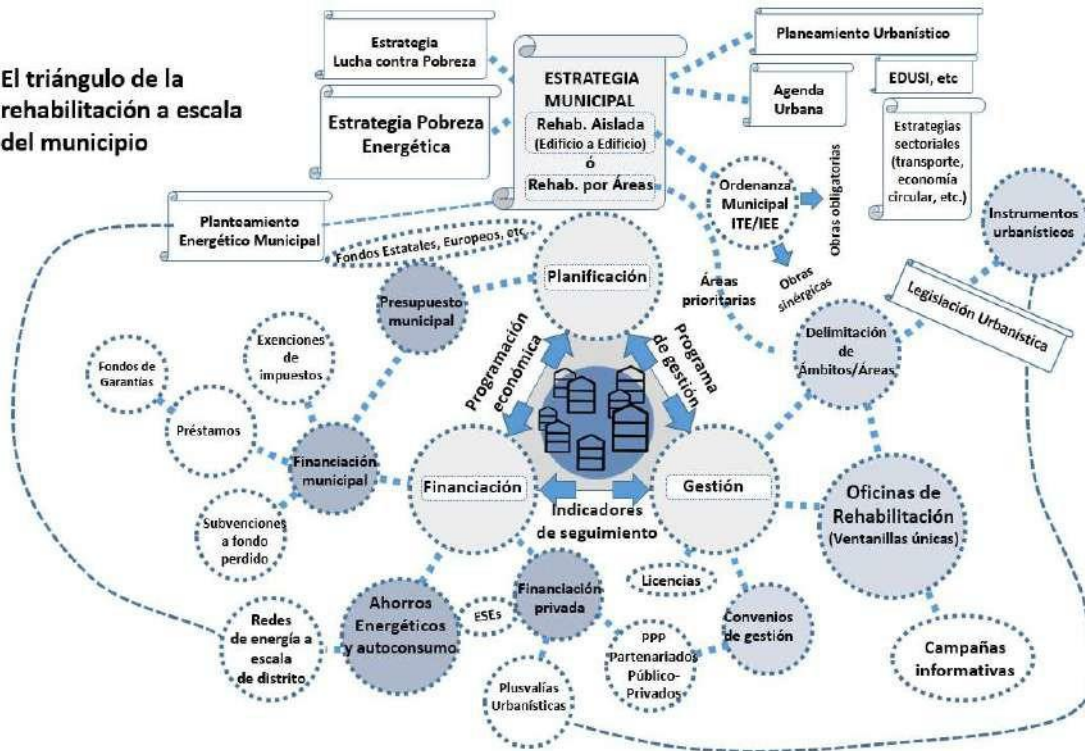 El triángulo de la
rehabilitación a escala
del municipio
Estrategia
Lucha contra Pobreza
Estrategia Pobreza
Energética
ESTRATEGIA
MUNICIPAL
Rehab. Aislada
(Edificio a Edificio)
ó
Rehab. por Áreas
Planeamiento Urbanístico
Agenda
Urbana
EDUSI, etc
Estrategias
sectoriales
(transporte,
economía
circular, etc.)
Ordenanza
Municipal
ITE/IEE
Obras obligatorias
Obras
sinérgicas
Áreas
prioritarias
Instrumentos
urbanísticos
Legislación Urbanística
Planteamiento
Energético Municipal
Fondos Estatales, Europeos, etc
Planificación
Presupuesto
municipal
Delimitación
de
Ámbitos/Áreas
Programación
económica
Programa
de gestión
Exenciones
de
impuestos
Fondos de
Garantías
Préstamos
Financiación
municipal
Subvenciones
a fondo
perdido
Financiación
Gestión
Indicadores
de seguimiento
Oficinas de
Rehabilitación
(Ventanillas únicas)
Licencias
Financiación
privada
ESEs
Ahorros
Energéticos
y autoconsumo
Redes
de energía a
escala
de distrito
Convenios
de gestión
PPP
Partenariados
Público-
Privados
Plusvalías
Urbanísticas
Campañas
informativas